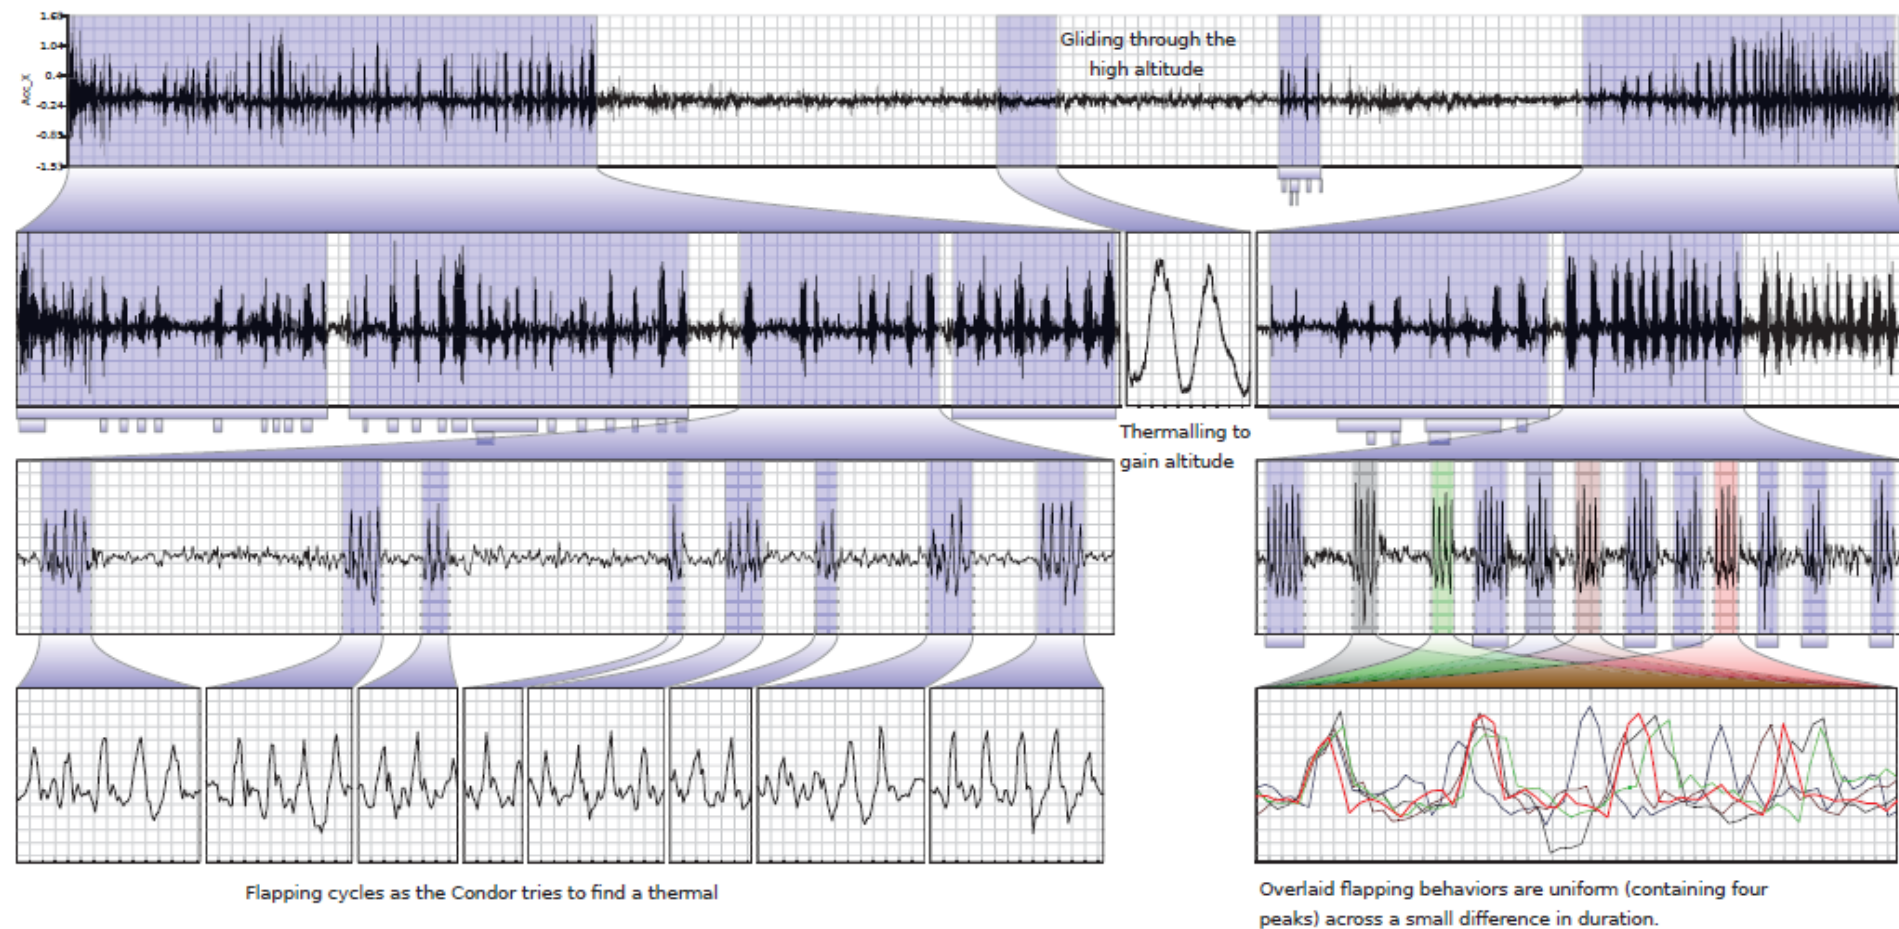 1.68
1.04
0.4
-0.24
-0.89
-1.53
Acc_X
Gliding through the
high altitude
Thermalling to
gain altitude
Flapping cycles as the Condor tries to find a thermal
Overlaid flapping behaviors are uniform (containing four
peaks) across a small difference in duration.